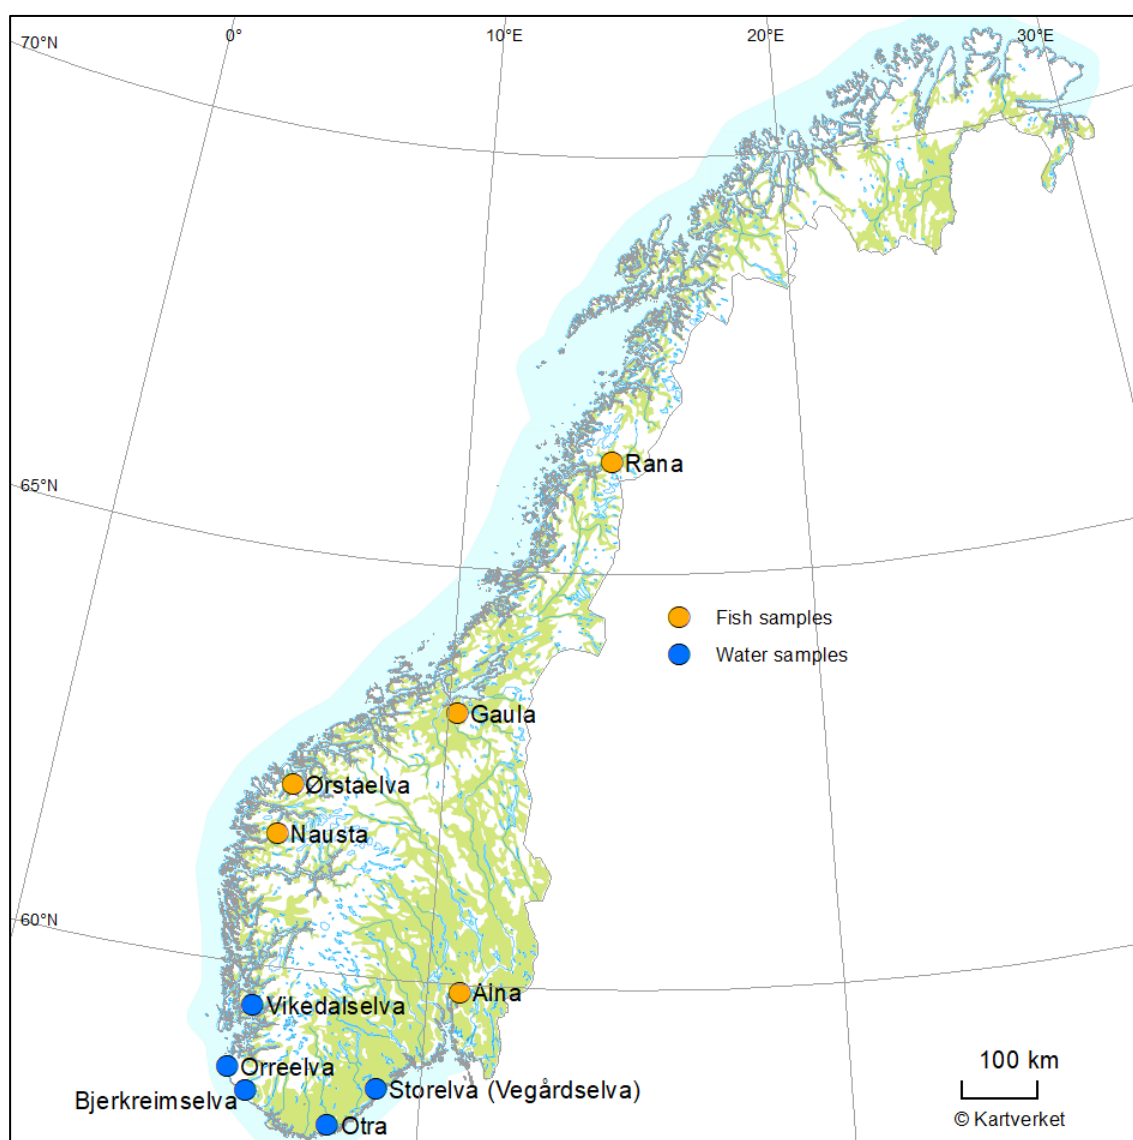 70°N
0°
10°E
20°E
30°E
Rana
65°N
Fish samples
Water samples
Gaula
Ørstaelva
Nausta
60°N
Alna
Vikedalselva
Orreelva
Bjerkreimselva
Storelva (Vegårdselva)
Otra
100 km
© Kartverket